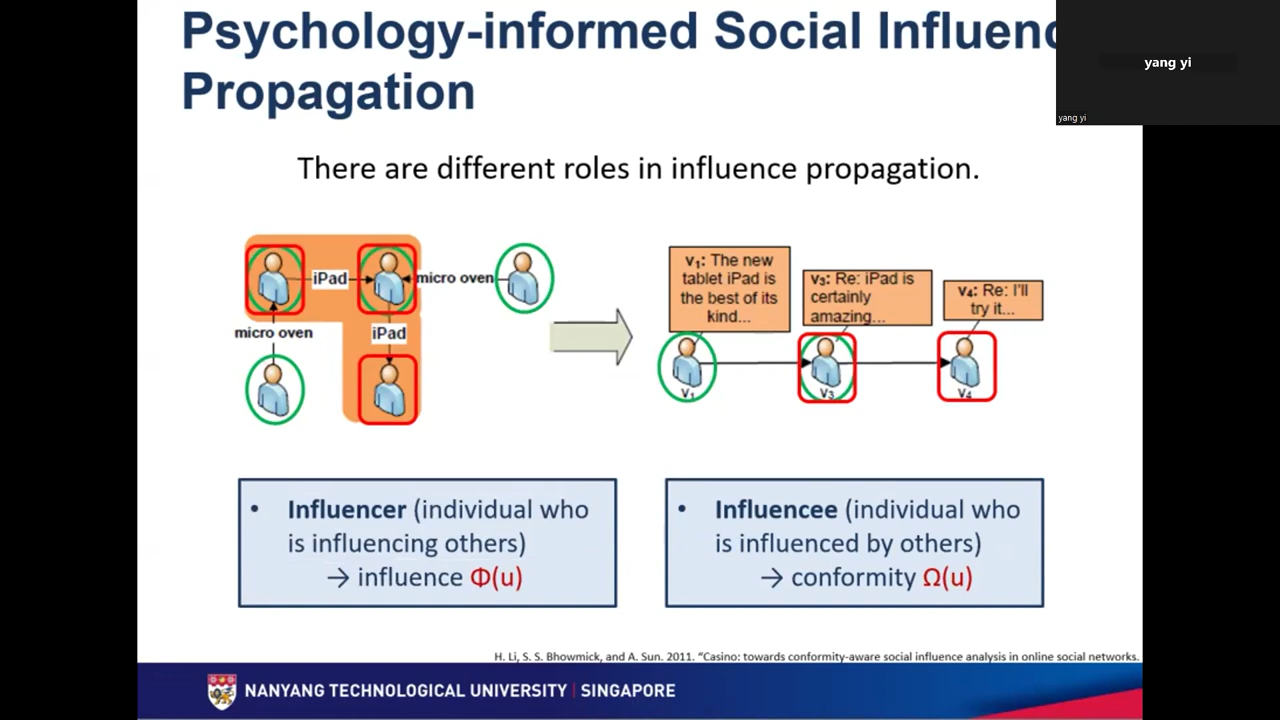 Psychology-informed Social Influenc
Propagation
yang yi
yang yi
There are different roles in influence propagation.
iPad
micro oven
micro oven
iPad
v₁: The new
tablet iPad is
the best of its
kind...
v₃: Re: iPad is
certainly
amazing...
v₄: Re: I'll
try it...
v₁
v₃
v₄
• Influencer (individual who
is influencing others)
→ influence Φ(u)
• Influencee (individual who
is influenced by others)
→ conformity Ω(u)
H. Li, S. S. Bhowmick, and A. Sun. 2011. “Casino: towards conformity-aware social influence analysis in online social networks.
NANYANG TECHNOLOGICAL UNIVERSITY | SINGAPORE